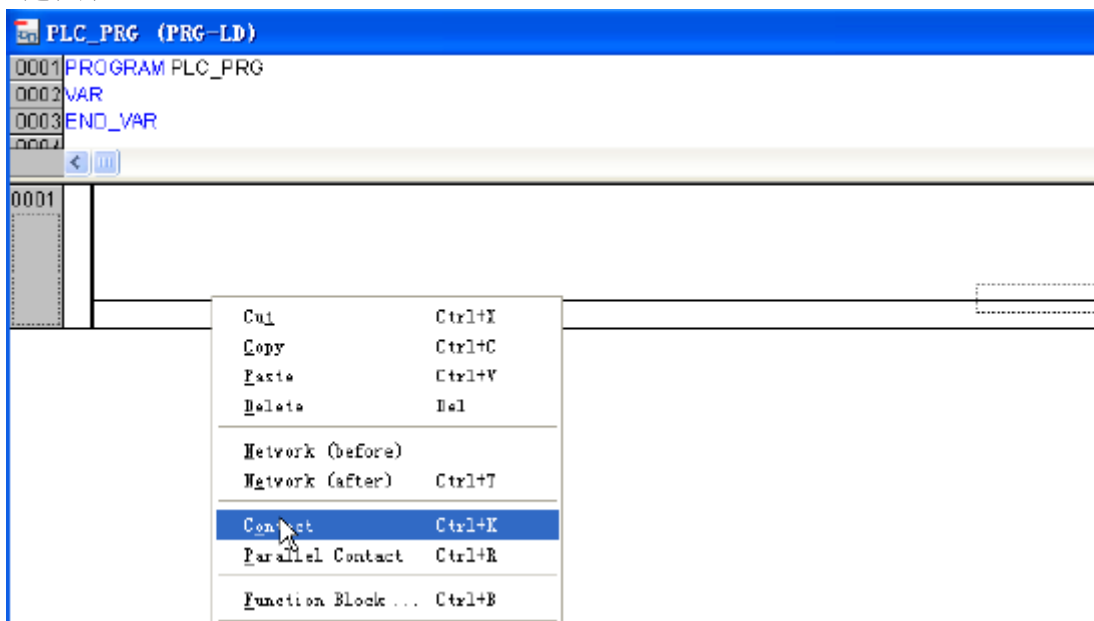 PLC_PRG (PRG-LD)
0001 PROGRAM PLC_PRG
0002 VAR
0003 END_VAR
0004
0001
Cut Ctrl+X
Copy Ctrl+C
Paste Ctrl+V
Delete Del
Network (before)
Network (after) Ctrl+T
Contact Ctrl+K
Parallel Contact Ctrl+R
Function Block ... Ctrl+B